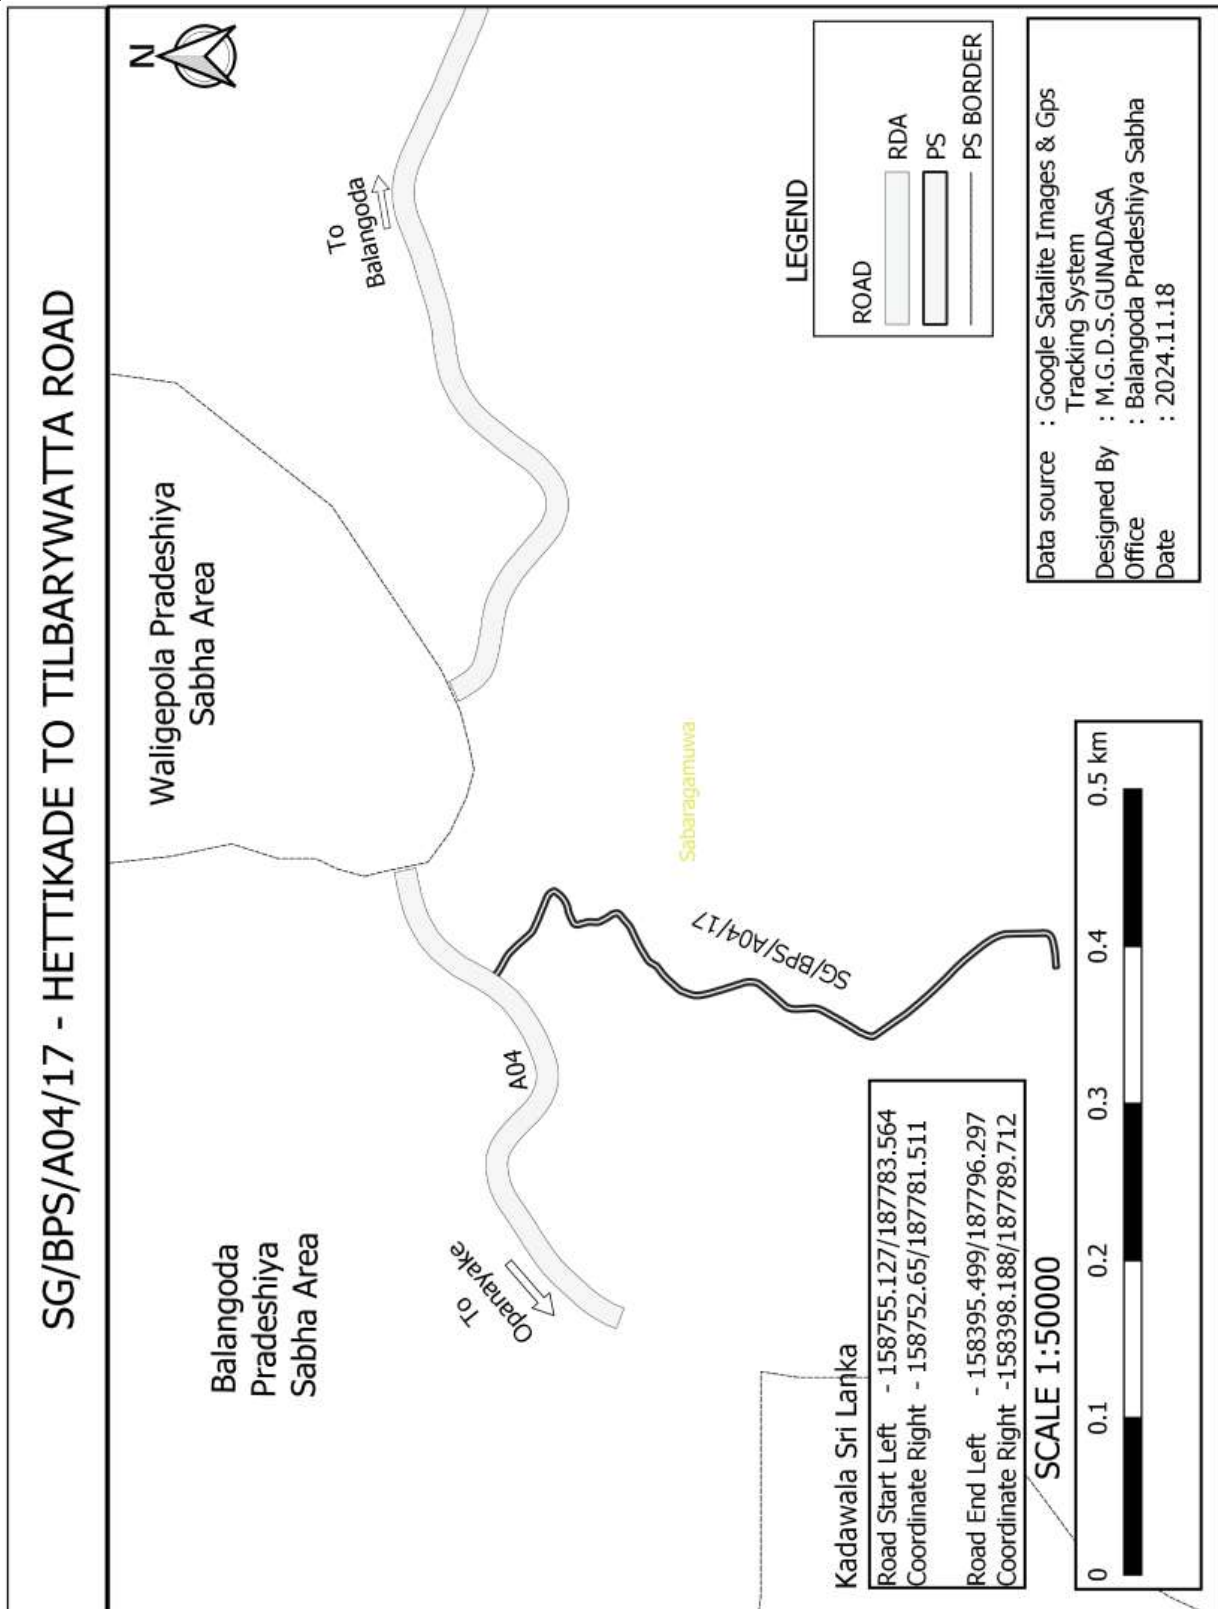 SG/BPS/A04/17 - HETTIKADE TO TILBARYWATTA ROAD
N
Waligepola Pradeshiya
Sabha Area
To
Balangoda
Balangoda
Pradeshiya
Sabha Area
To
Opanayake
A04
SG/BPS/A04/17
Sabaragamuwa
LEGEND
ROAD
RDA
PS
PS BORDER
Kadawala Sri Lanka
Road Start Left - 158755.127/187783.564
Coordinate Right - 158752.65/187781.511
Road End Left - 158395.499/187796.297
Coordinate Right -158398.188/187789.712
SCALE 1:50000
0 0.1 0.2 0.3 0.4 0.5 km
Data source : Google Satalite Images & Gps
Tracking System
Designed By : M.G.D.S.GUNADASA
Office : Balangoda Pradeshiya Sabha
Date : 2024.11.18